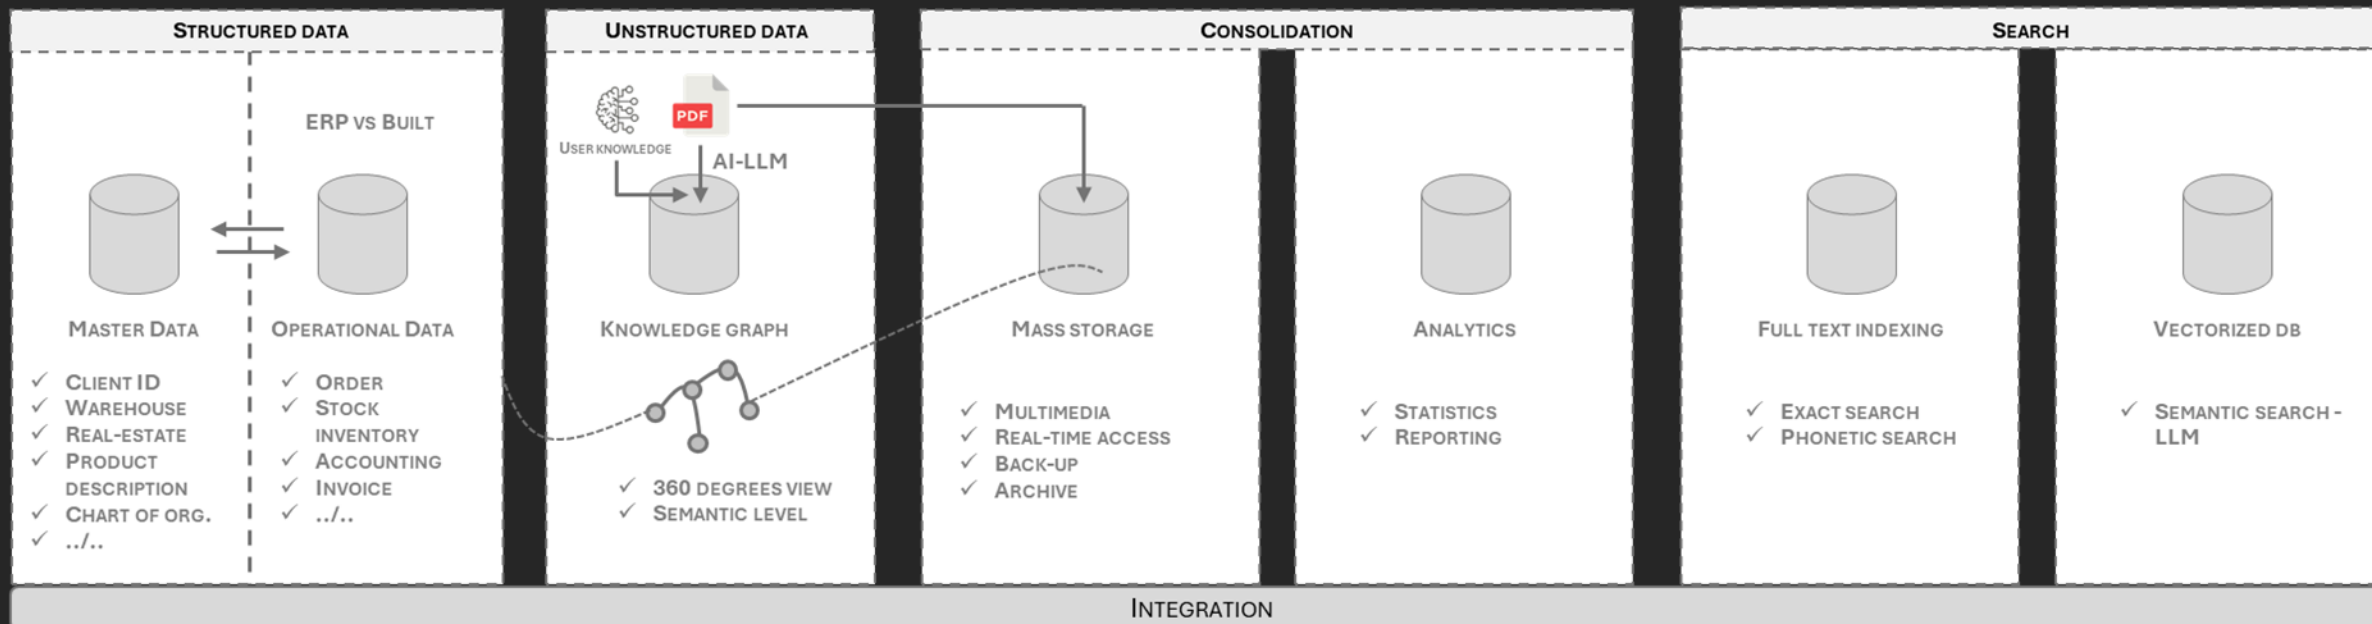 STRUCTURED DATA
ERP VS BUILT
MASTER DATA
OPERATIONAL DATA
✓ CLIENT ID
✓ WAREHOUSE
✓ REAL-ESTATE
✓ PRODUCT
DESCRIPTION
✓ CHART OF ORG.
✓ ../..
✓ ORDER
✓ STOCK
INVENTORY
✓ ACCOUNTING
✓ INVOICE
✓ ../..
UNSTRUCTURED DATA
PDF
USER KNOWLEDGE
AI-LLM
KNOWLEDGE GRAPH
✓ 360 DEGREES VIEW
✓ SEMANTIC LEVEL
CONSOLIDATION
MASS STORAGE
✓ MULTIMEDIA
✓ REAL-TIME ACCESS
✓ BACK-UP
✓ ARCHIVE
ANALYTICS
✓ STATISTICS
✓ REPORTING
SEARCH
FULL TEXT INDEXING
✓ EXACT SEARCH
✓ PHONETIC SEARCH
VECTORIZED DB
✓ SEMANTIC SEARCH -
LLM
INTEGRATION